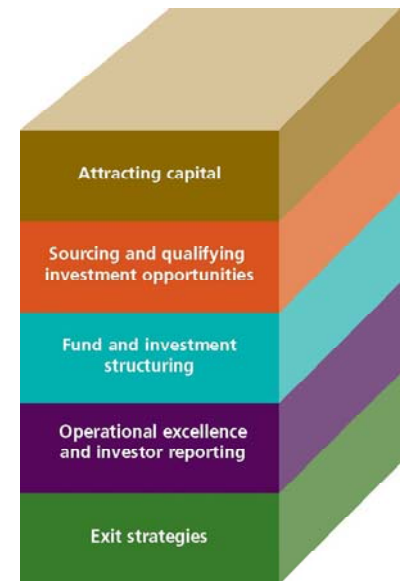 Attracting capital
Sourcing and qualifying
investment opportunities
Fund and investment
structuring
Operational excellence
and investor reporting
Exit strategies